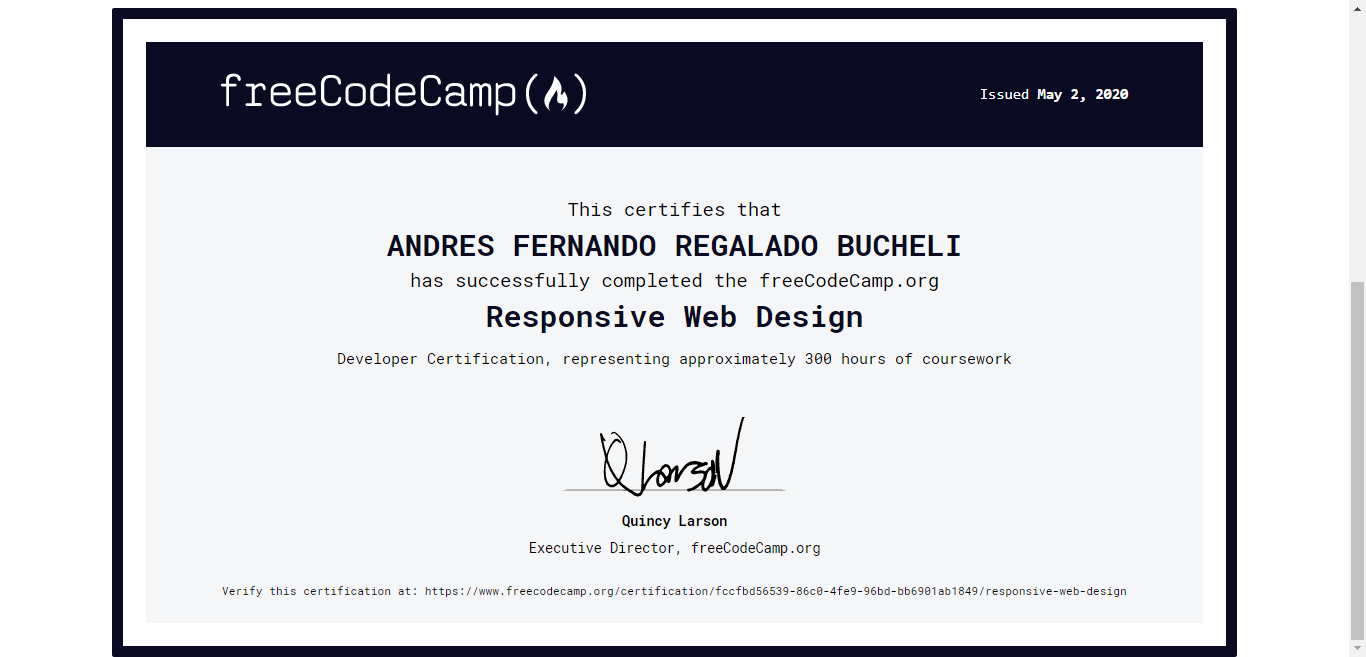 freeCodeCamp
Issued May 2, 2020
This certifies that
ANDRES FERNANDO REGALADO BUCHELI
has successfully completed the freeCodeCamp.org
Responsive Web Design
Developer Certification, representing approximately 300 hours of coursework
Q Larson
Quincy Larson
Executive Director, freeCodeCamp.org
Verify this certification at: https://www.freecodecamp.org/certification/fccfbd56539-86c0-4fe9-96bd-bb6901ab1849/responsive-web-design